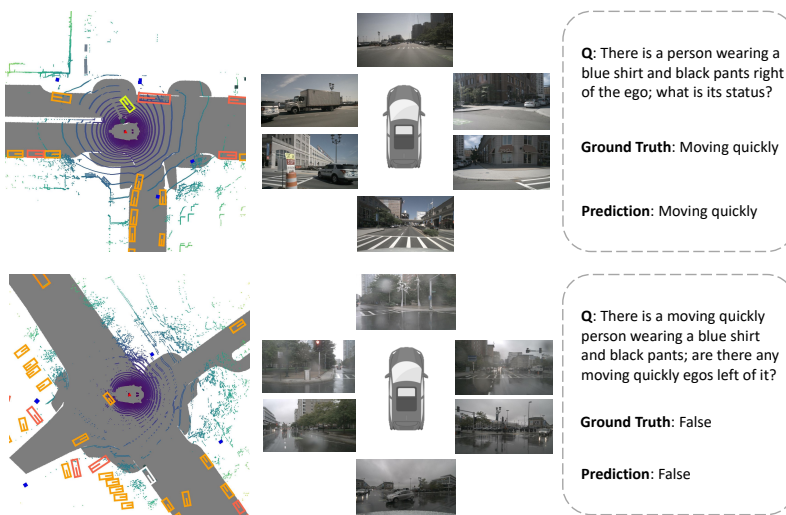 Q: There is a person wearing a
blue shirt and black pants right
of the ego; what is its status?
Ground Truth: Moving quickly
Prediction: Moving quickly
Q: There is a moving quickly
person wearing a blue shirt
and black pants; are there any
moving quickly egos left of it?
Ground Truth: False
Prediction: False